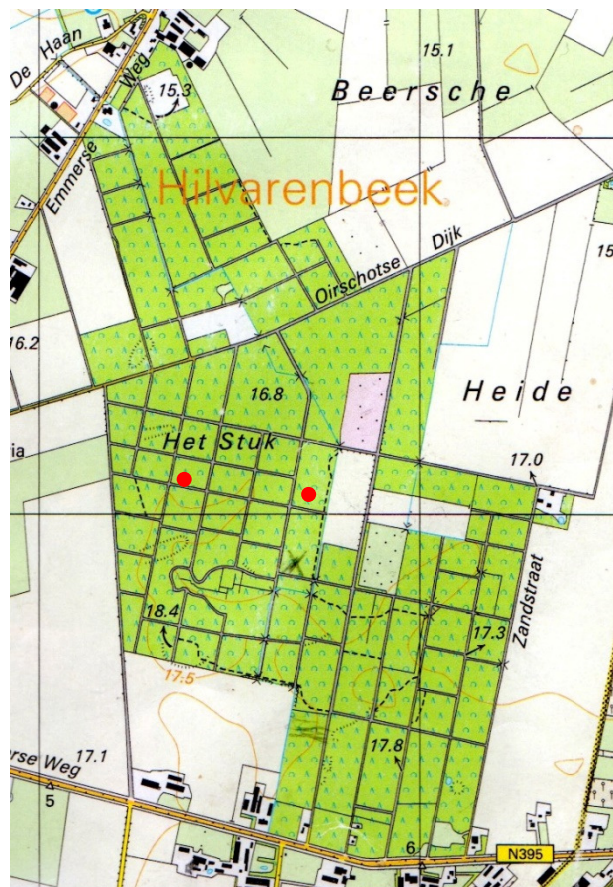 De Haan
Weg
Emmerse
15.3
15.1
Beersche
Hilvarenbeek
Oirschotse Dijk
15
16.2
16.8
Heide
Het Stuk
ia
17.0
18.4
17.5
17.3
Zandstraat
17.8
17.1
orse Weg
5
6
N395